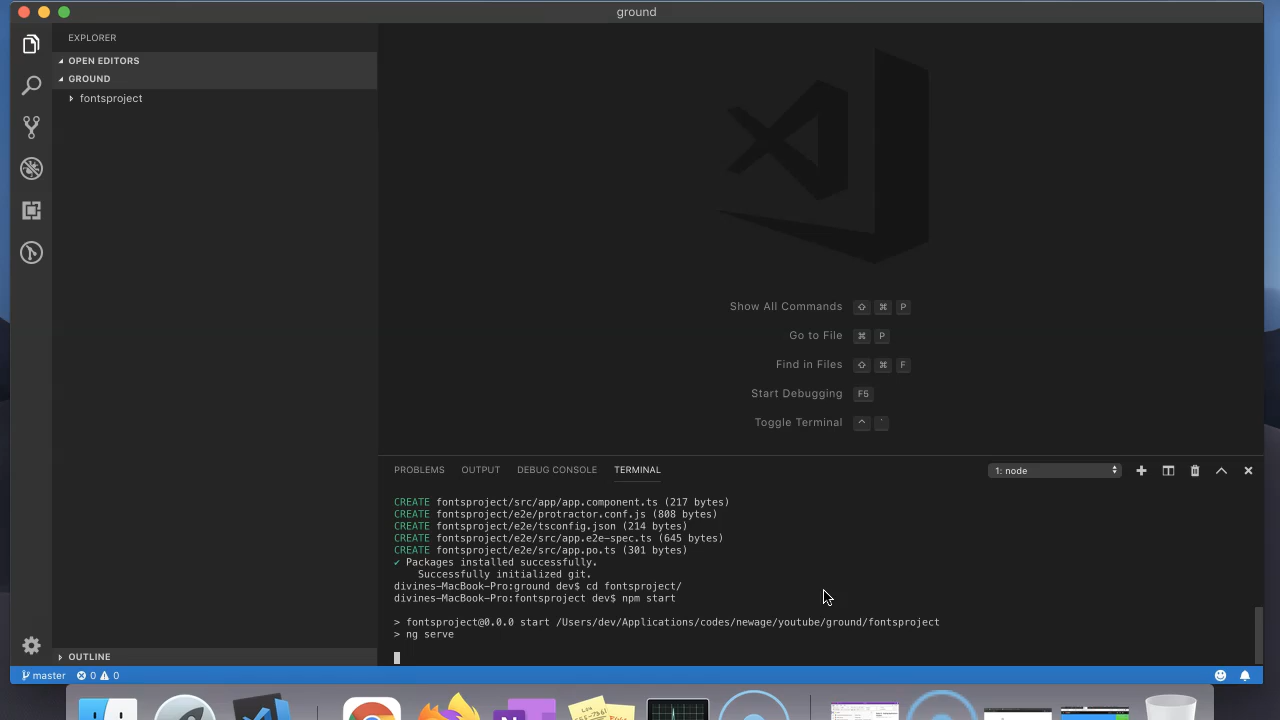 ground
EXPLORER
OPEN EDITORS
GROUND
fontsproject
Show All Commands ⇧ ⌘ P
Go to File ⌘ P
Find in Files ⇧ ⌘ F
Start Debugging F5
Toggle Terminal ^ `
PROBLEMS OUTPUT DEBUG CONSOLE TERMINAL
1: node
CREATE fontsproject/src/app/app.component.ts (217 bytes)
CREATE fontsproject/e2e/protractor.conf.js (808 bytes)
CREATE fontsproject/e2e/tsconfig.json (214 bytes)
CREATE fontsproject/e2e/src/app.e2e-spec.ts (645 bytes)
CREATE fontsproject/e2e/src/app.po.ts (301 bytes)
✔ Packages installed successfully.
Successfully initialized git.
divines-MacBook-Pro:ground dev$ cd fontsproject/
divines-MacBook-Pro:fontsproject dev$ npm start
> fontsproject@0.0.0 start /Users/dev/Applications/codes/newage/youtube/ground/fontsproject
> ng serve
OUTLINE
master 0 0